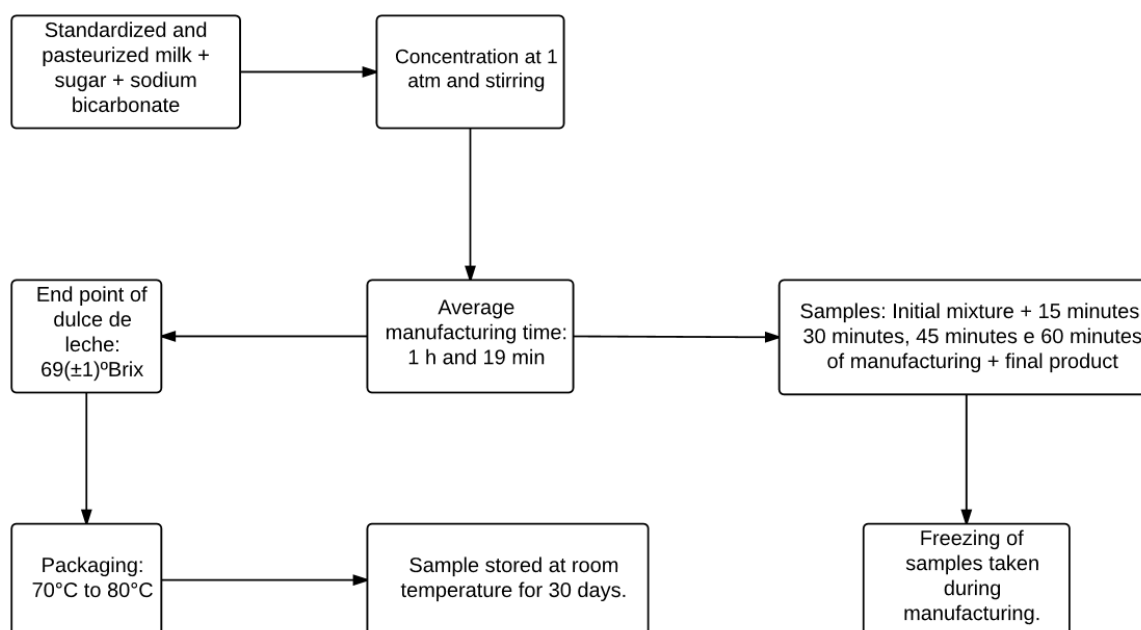 Standardized and
pasteurized milk +
sugar + sodium
bicarbonate
Concentration at 1
atm and stirring
End point of
dulce de
leche:
69(±1)ºBrix
Average
manufacturing time:
1 h and 19 min
Samples: Initial mixture + 15 minutes
30 minutes, 45 minutes e 60 minutes
of manufacturing + final product
Packaging:
70°C to 80°C
Sample stored at room
temperature for 30 days.
Freezing of
samples taken
during
manufacturing.